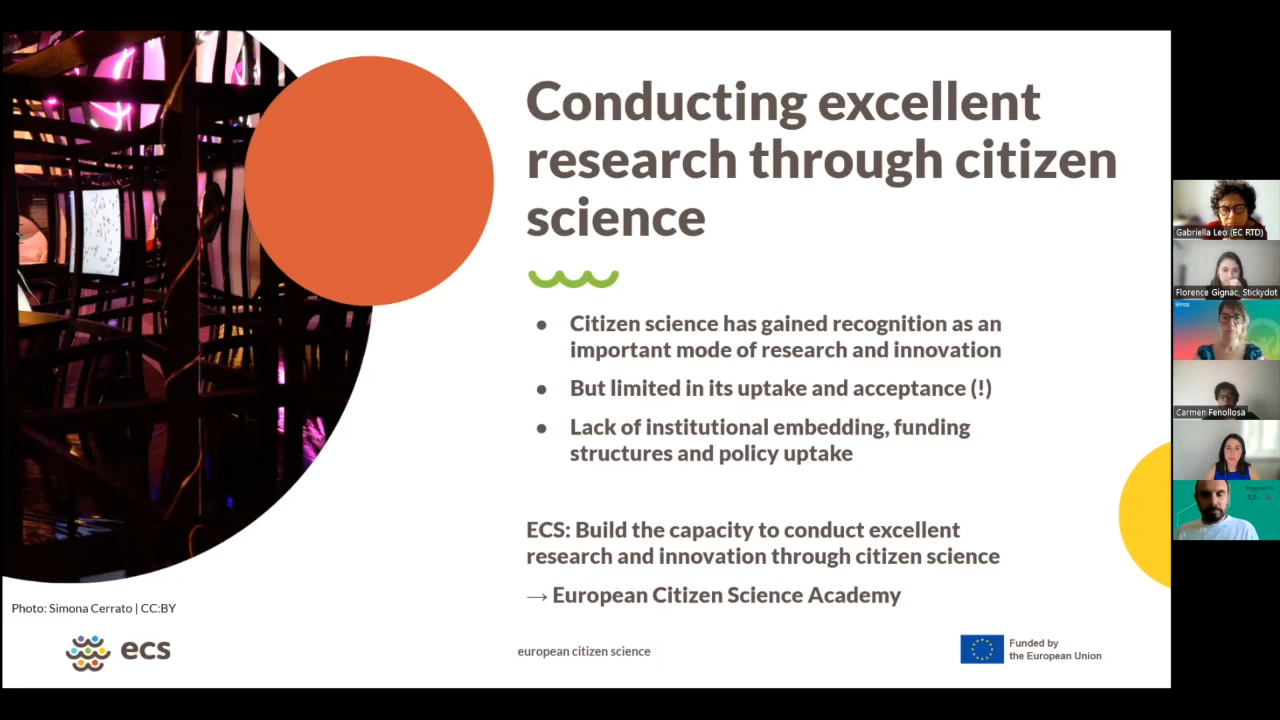 Conducting excellent
research through citizen
science
• Citizen science has gained recognition as an
important mode of research and innovation
• But limited in its uptake and acceptance (!)
• Lack of institutional embedding, funding
structures and policy uptake
ECS: Build the capacity to conduct excellent
research and innovation through citizen science
→ European Citizen Science Academy
Photo: Simona Cerrato | CC:BY
ecs
european citizen science
Funded by
the European Union
Gabriella Leo (EC RTD)
Florence Gignac, Stickydot
Carmen Fenollosa